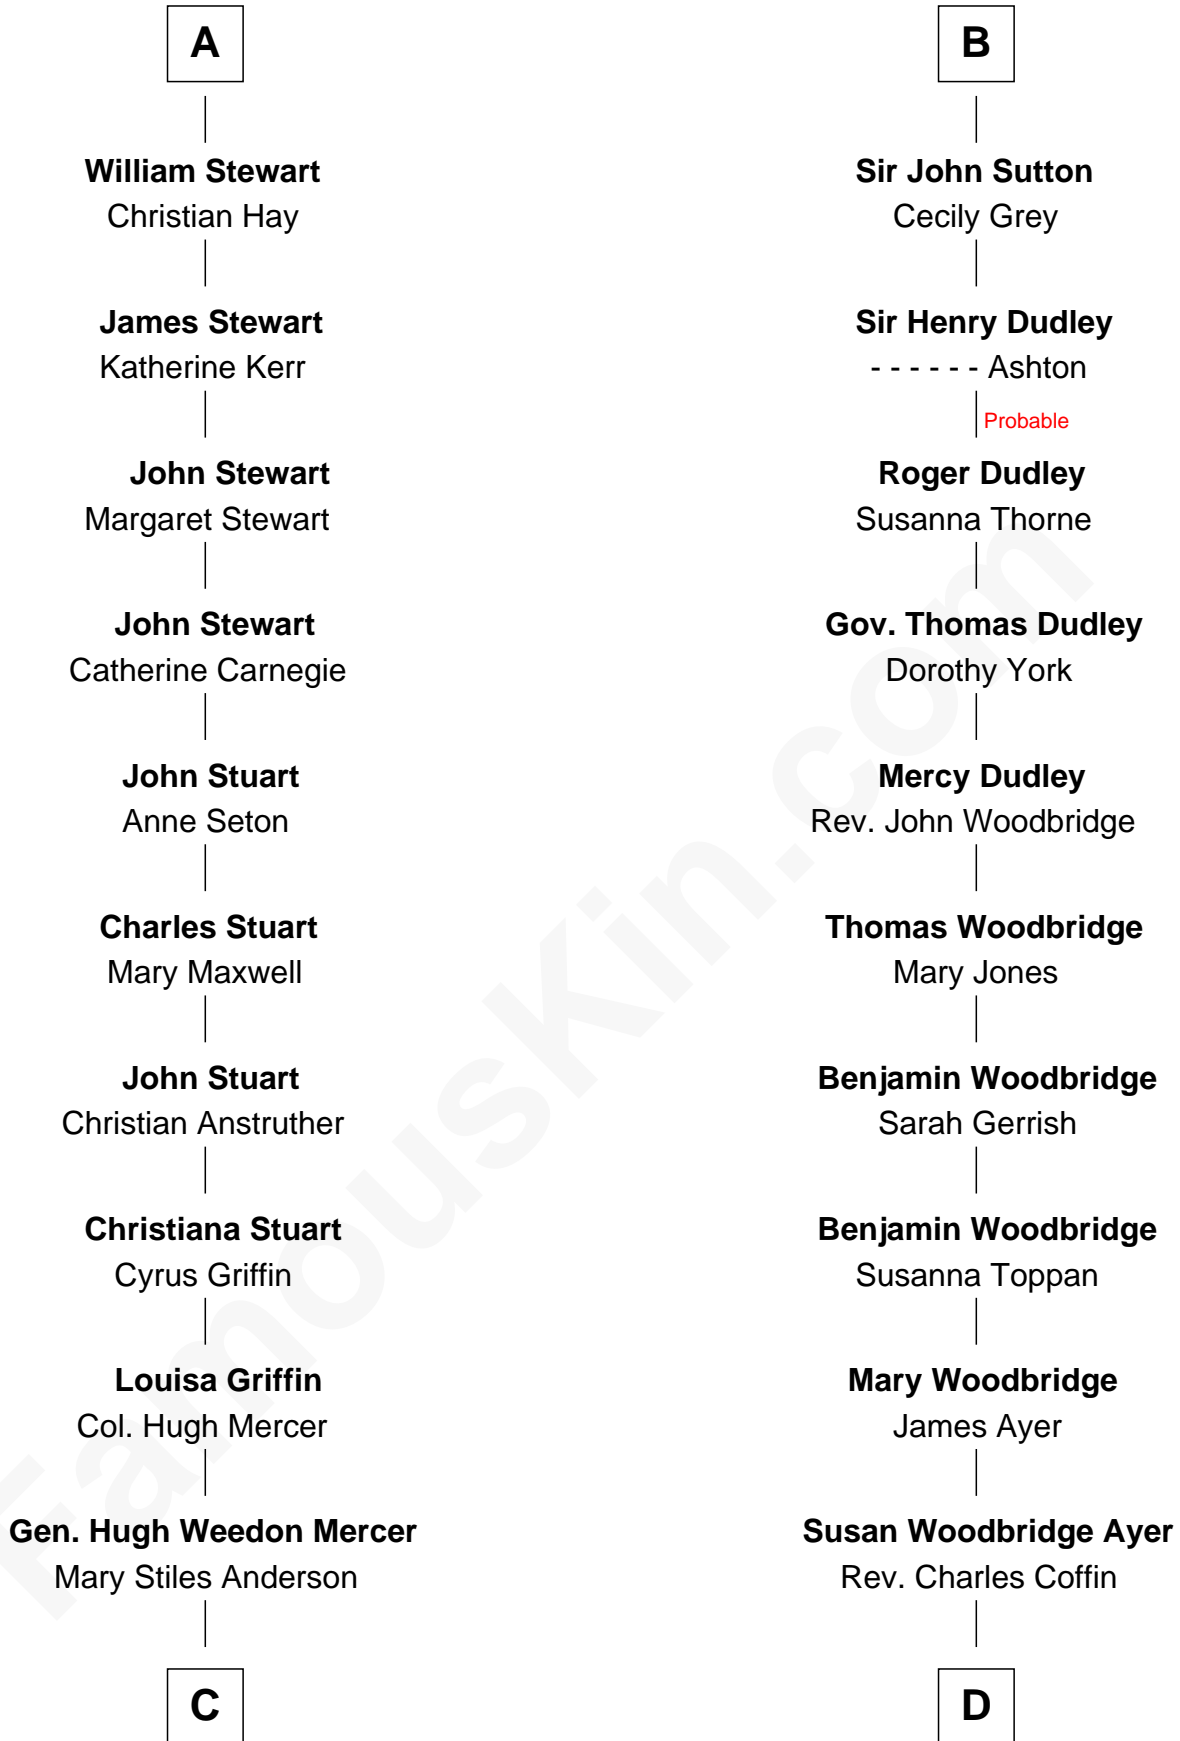 A
William Stewart
Christian Hay
James Stewart
Katherine Kerr
John Stewart
Margaret Stewart
John Stewart
Catherine Carnegie
John Stuart
Anne Seton
Charles Stuart
Mary Maxwell
John Stuart
Christian Anstruther
Christiana Stuart
Cyrus Griffin
Louisa Griffin
Col. Hugh Mercer
Gen. Hugh Weedon Mercer
Mary Stiles Anderson
C
B
Sir John Sutton
Cecily Grey
Sir Henry Dudley
- - - - - - Ashton
Probable
Roger Dudley
Susanna Thorne
Gov. Thomas Dudley
Dorothy York
Mercy Dudley
Rev. John Woodbridge
Thomas Woodbridge
Mary Jones
Benjamin Woodbridge
Sarah Gerrish
Benjamin Woodbridge
Susanna Toppan
Mary Woodbridge
James Ayer
Susan Woodbridge Ayer
Rev. Charles Coffin
D
FamousKin.com